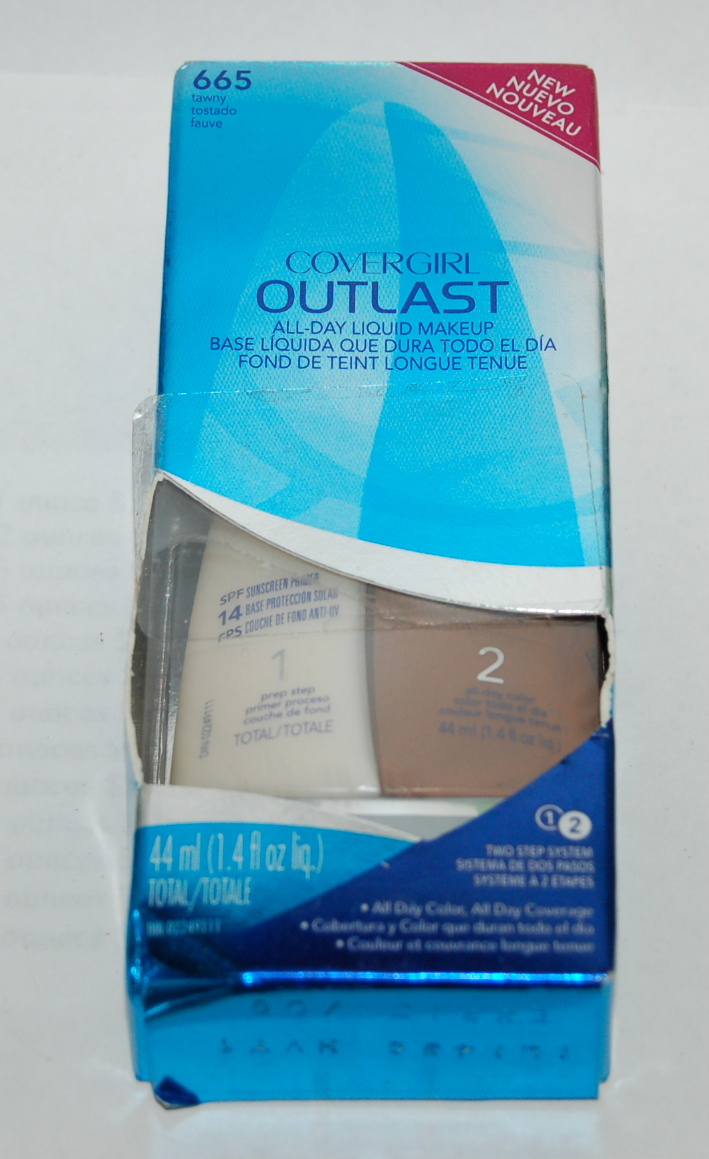 665
tawny
tostado
fauve
NEW
NUEVO
NOUVEAU
COVERGIRL
OUTLAST
ALL-DAY LIQUID MAKEUP
BASE LÍQUIDA QUE DURA TODO EL DÍA
FOND DE TEINT LONGUE TENUE
SPF SUNSCREEN PRIMER
14 BASE PROTECCIÓN SOLAR
FPS COUCHE DE FOND ANTI-UV
1
prep step
primer proceso
couche de fond
TOTAL/TOTALE
DIN 02249111
2
all-day color
color todo el día
couleur longue tenue
44 ml (1.4 fl oz liq.)
44 ml (1.4 fl oz liq.)
TOTAL/TOTALE
DIN 02249111
1 2
TWO STEP SYSTEM
SISTEMA DE DOS PASOS
SYSTÈME À 2 ÉTAPES
• All Day Color, All Day Coverage
• Cobertura y Color que duran todo el día
• Couleur et couvrance longue tenue